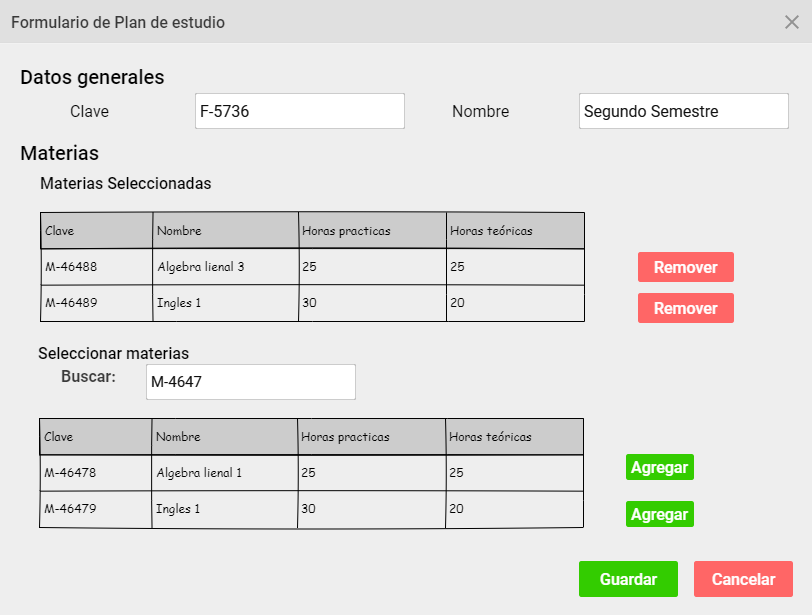 Formulario de Plan de estudio
Datos generales
Clave F-5736 Nombre Segundo Semestre
Materias
Materias Seleccionadas
Clave Nombre Horas practicas Horas teóricas
M-46488 Algebra lienal 3 25 25 Remover
M-46489 Ingles 1 30 20 Remover
Seleccionar materias
Buscar: M-4647
Clave Nombre Horas practicas Horas teóricas
M-46478 Algebra lienal 1 25 25 Agregar
M-46479 Ingles 1 30 20 Agregar
Guardar Cancelar